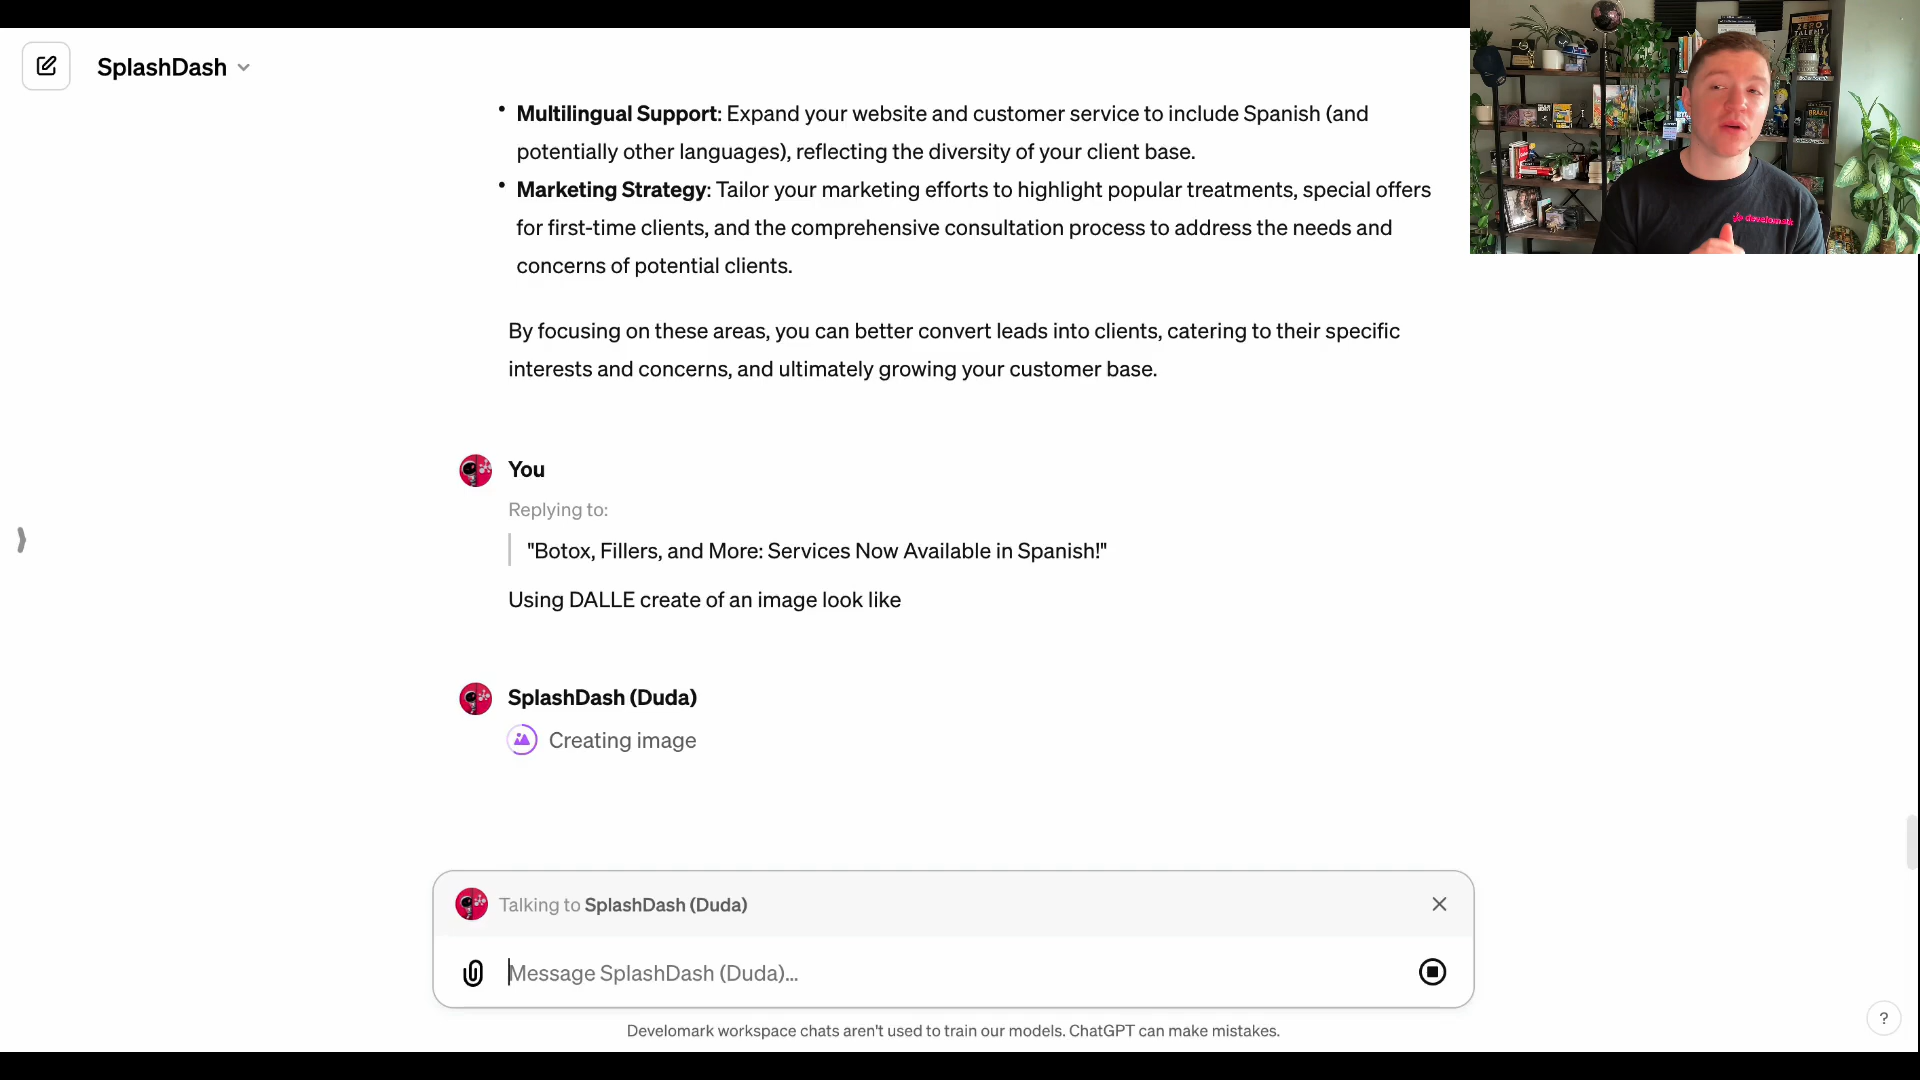 SplashDash
• Multilingual Support: Expand your website and customer service to include Spanish (and
potentially other languages), reflecting the diversity of your client base.
• Marketing Strategy: Tailor your marketing efforts to highlight popular treatments, special offers
for first-time clients, and the comprehensive consultation process to address the needs and
concerns of potential clients.
By focusing on these areas, you can better convert leads into clients, catering to their specific
interests and concerns, and ultimately growing your customer base.
You
Replying to:
"Botox, Fillers, and More: Services Now Available in Spanish!"
Using DALLE create of an image look like
SplashDash (Duda)
Creating image
Talking to SplashDash (Duda)
Message SplashDash (Duda)...
Develomark workspace chats aren't used to train our models. ChatGPT can make mistakes.
?
ZERO
TALENT
develomark
BRAZIL